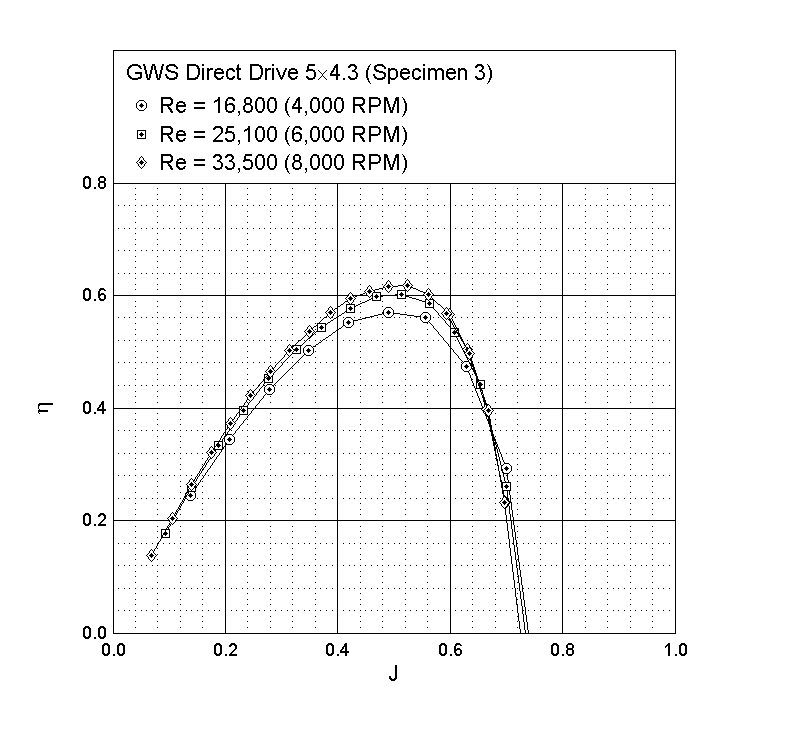 GWS Direct Drive 5×4.3 (Specimen 3)
Re = 16,800 (4,000 RPM)
Re = 25,100 (6,000 RPM)
Re = 33,500 (8,000 RPM)
0.8
0.6
0.4
0.2
0.0
η
0.0 0.2 0.4 0.6 0.8 1.0
J